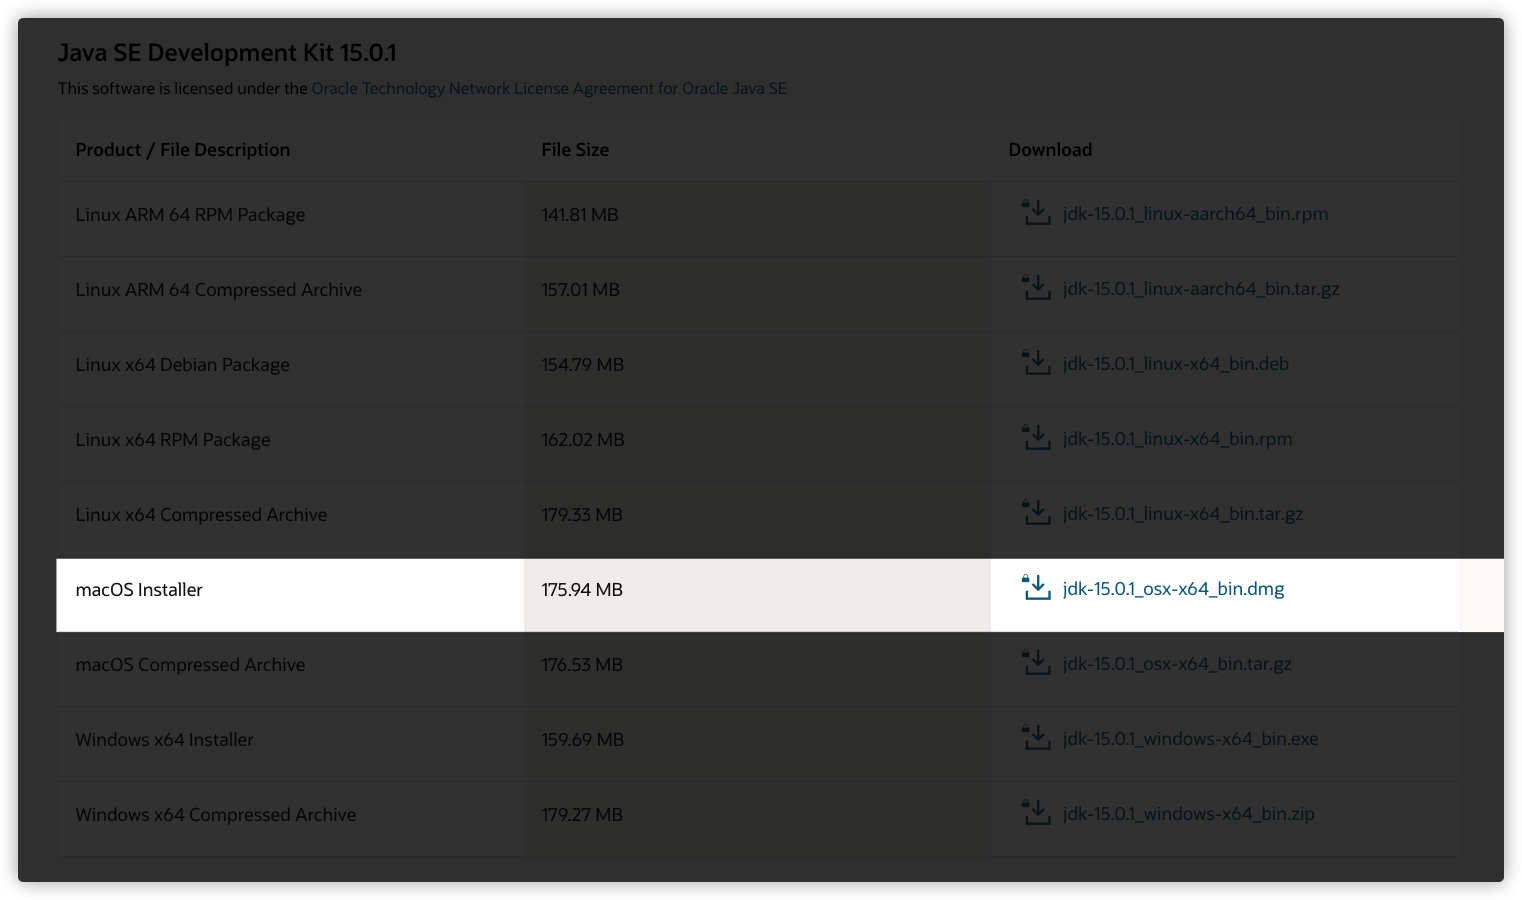 Java SE Development Kit 15.0.1
This software is licensed under the Oracle Technology Network License Agreement for Oracle Java SE
Product / File Description File Size Download
Linux ARM 64 RPM Package 141.81 MB jdk-15.0.1_linux-aarch64_bin.rpm
Linux ARM 64 Compressed Archive 157.01 MB jdk-15.0.1_linux-aarch64_bin.tar.gz
Linux x64 Debian Package 154.79 MB jdk-15.0.1_linux-x64_bin.deb
Linux x64 RPM Package 162.02 MB jdk-15.0.1_linux-x64_bin.rpm
Linux x64 Compressed Archive 179.33 MB jdk-15.0.1_linux-x64_bin.tar.gz
macOS Installer 175.94 MB jdk-15.0.1_osx-x64_bin.dmg
macOS Compressed Archive 176.53 MB jdk-15.0.1_osx-x64_bin.tar.gz
Windows x64 Installer 159.69 MB jdk-15.0.1_windows-x64_bin.exe
Windows x64 Compressed Archive 179.27 MB jdk-15.0.1_windows-x64_bin.zip